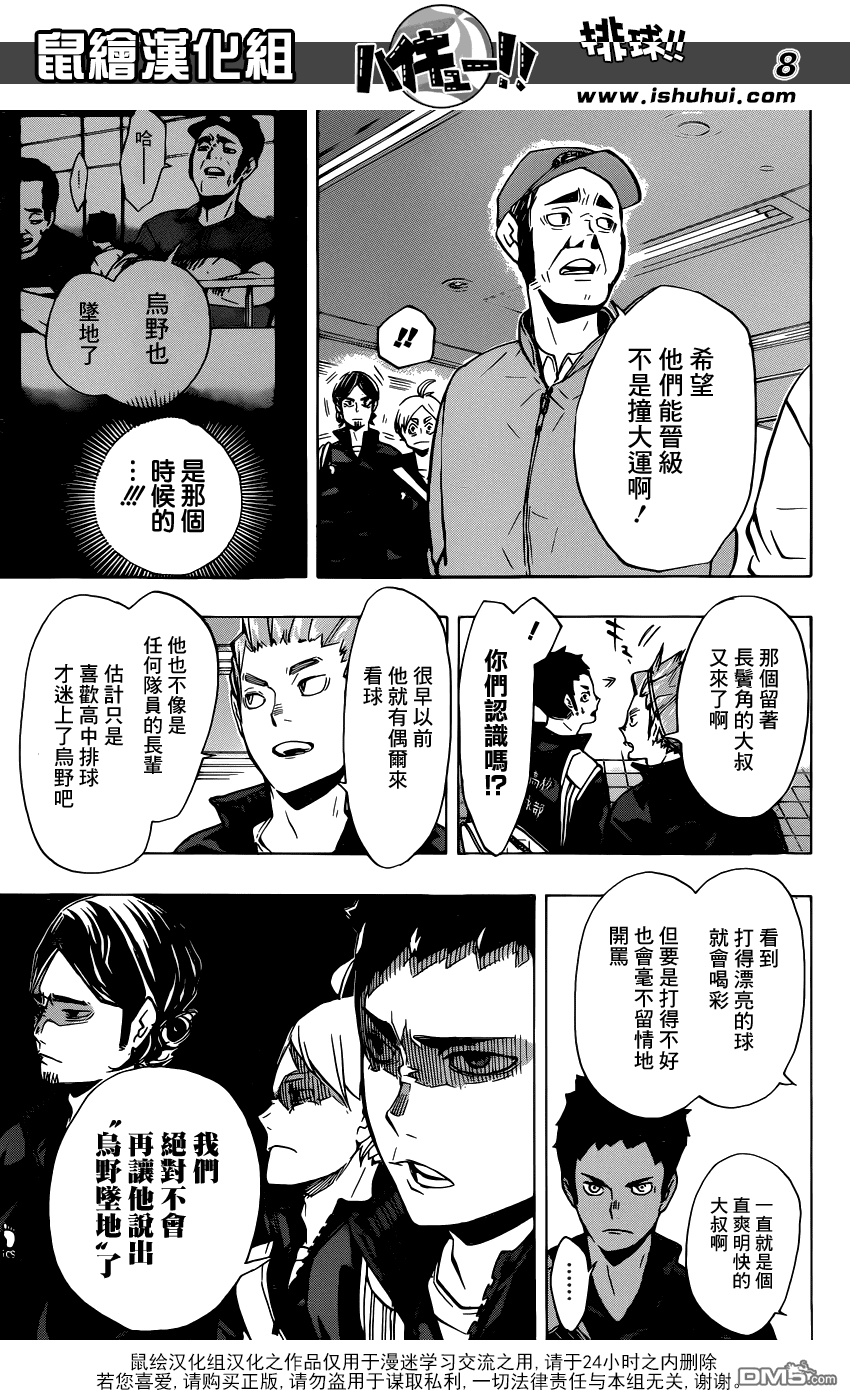 鼠繪漢化組
ハイキュー!!
排球!!
8
www.ishuhui.com
希望
他們能晉級
不是撞大運啊!
!!
哈——
…
烏野也
墜地了
是那個
時候的
…!!!
那個留著
長鬢角的大叔
又來了啊
!
你們認識嗎!?
很早以前
他就有偶爾來
看球
他也不像是
任何隊員的長輩
估計只是
喜歡高中排球
才迷上了烏野吧
看到
打得漂亮的球
就會喝彩
但要是打得不好
也會毫不留情地
開罵
一直就是個
直爽明快的
大叔啊
……
我們
絕對不會
再讓他說出
"烏野墜地"了
ics
鼠绘汉化组汉化之作品仅用于漫迷学习交流之用, 请于24小时之内删除
若您喜爱, 请购买正版, 请勿盗用于谋取私利, 一切法律责任与本组无关, 谢谢。
DM5.com